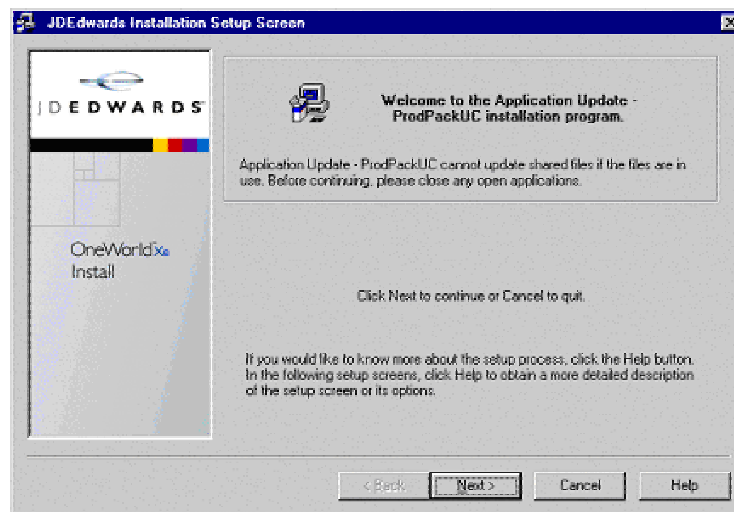 JDEdwards Installation Setup Screen
JDEDWARDS
Welcome to the Application Update -
ProdPackUC installation program.
Application Update - ProdPackUC cannot update shared files if the files are in
use. Before continuing, please close any open applications.
OneWorld Xe
Install
Click Next to continue or Cancel to quit.
If you would like to know more about the setup process, click the Help button.
In the following setup screens, click Help to obtain a more detailed description
of the setup screen or its options.
< Back
Next >
Cancel
Help